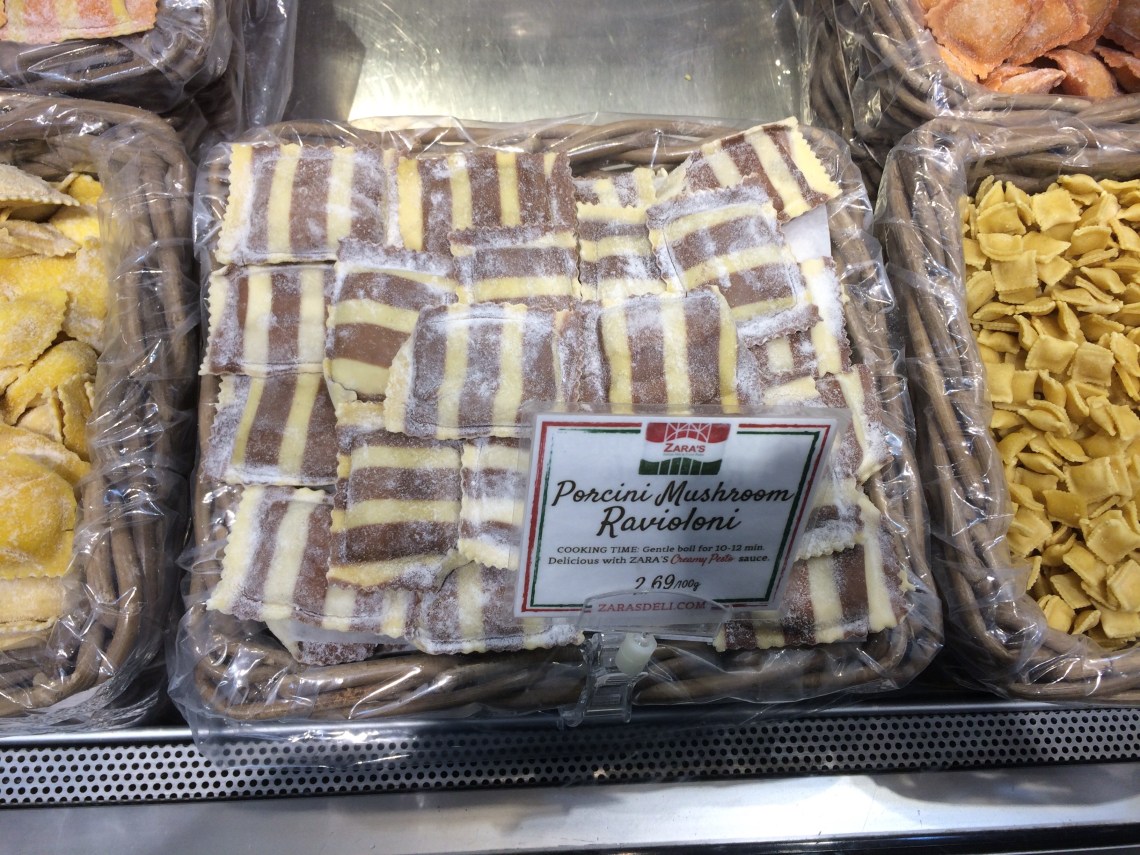 ZARA'S
Porcini Mushroom
Ravioloni
COOKING TIME: Gentle boil for 10-12 min.
Delicious with ZARA'S Creamy Pesto sauce.
2.69/100g
ZARASDELI.COM